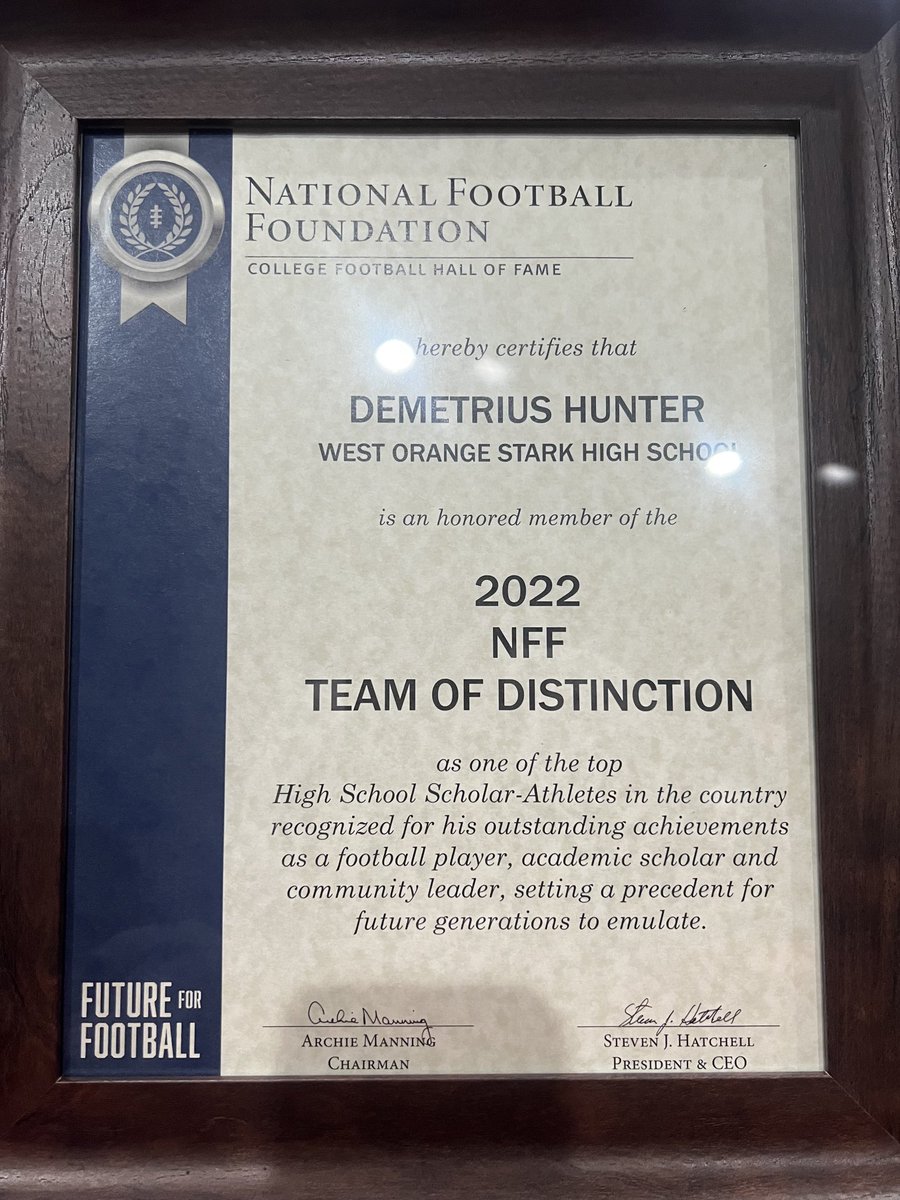 NATIONAL FOOTBALL
FOUNDATION
COLLEGE FOOTBALL HALL OF FAME
hereby certifies that
DEMETRIUS HUNTER
WEST ORANGE STARK HIGH SCHOOL
is an honored member of the
2022
NFF
TEAM OF DISTINCTION
as one of the top
High School Scholar-Athletes in the country
recognized for his outstanding achievements
as a football player, academic scholar and
community leader, setting a precedent for
future generations to emulate.
FUTURE FOR
FOOTBALL
Archie Manning
ARCHIE MANNING
CHAIRMAN
Steven J. Hatchell
STEVEN J. HATCHELL
PRESIDENT & CEO